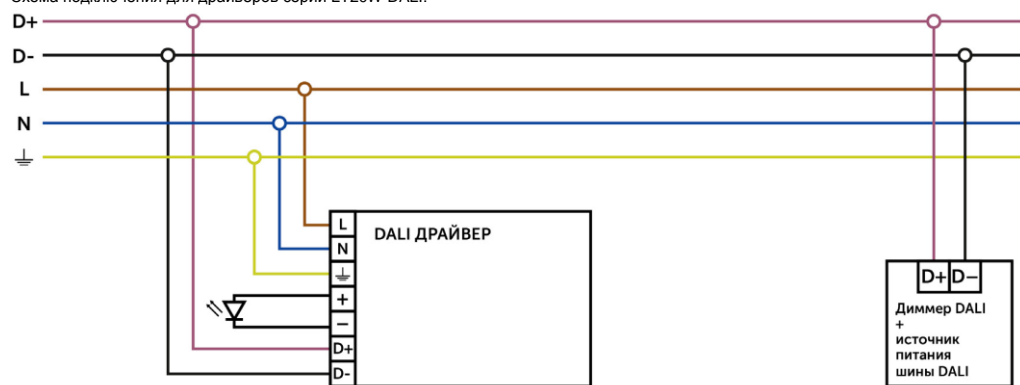 D+
D-
L
N
L
DALI ДРАЙВЕР
N
+
−
D+
D-
D+ D−
Диммер DALI
+
источник
питания
шины DALI